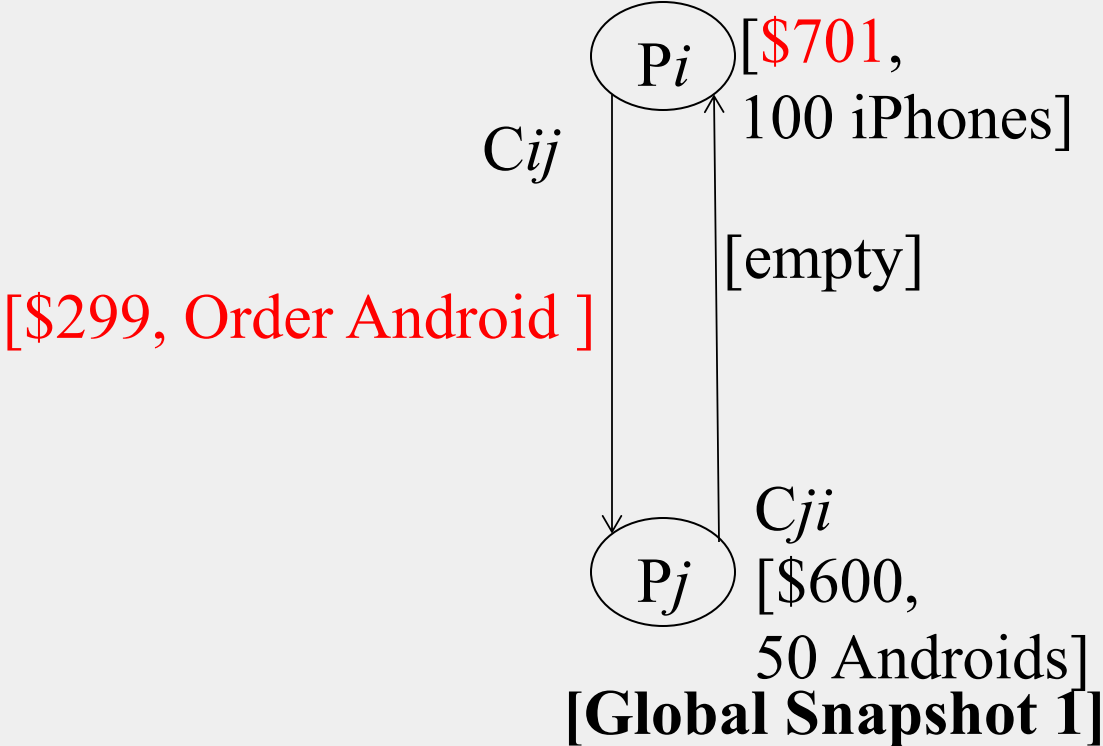 Pi
[$701,
100 iPhones]
Cij
[empty]
[$299, Order Android ]
Cji
Pj
[$600,
50 Androids]
[Global Snapshot 1]